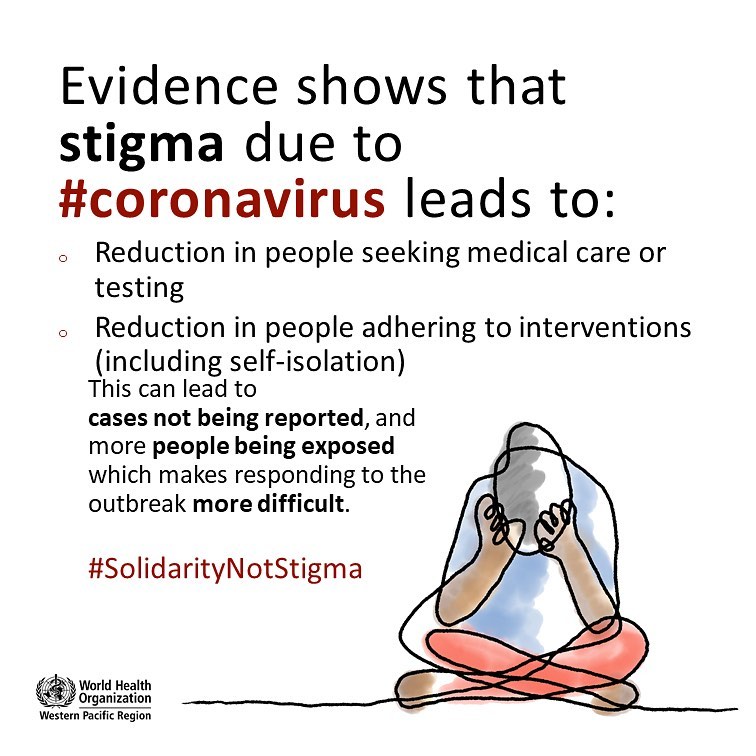 Evidence shows that
stigma due to
#coronavirus leads to:
o Reduction in people seeking medical care or
testing
o Reduction in people adhering to interventions
(including self-isolation)
This can lead to
cases not being reported, and
more people being exposed
which makes responding to the
outbreak more difficult.
#SolidarityNotStigma
World Health
Organization
Western Pacific Region